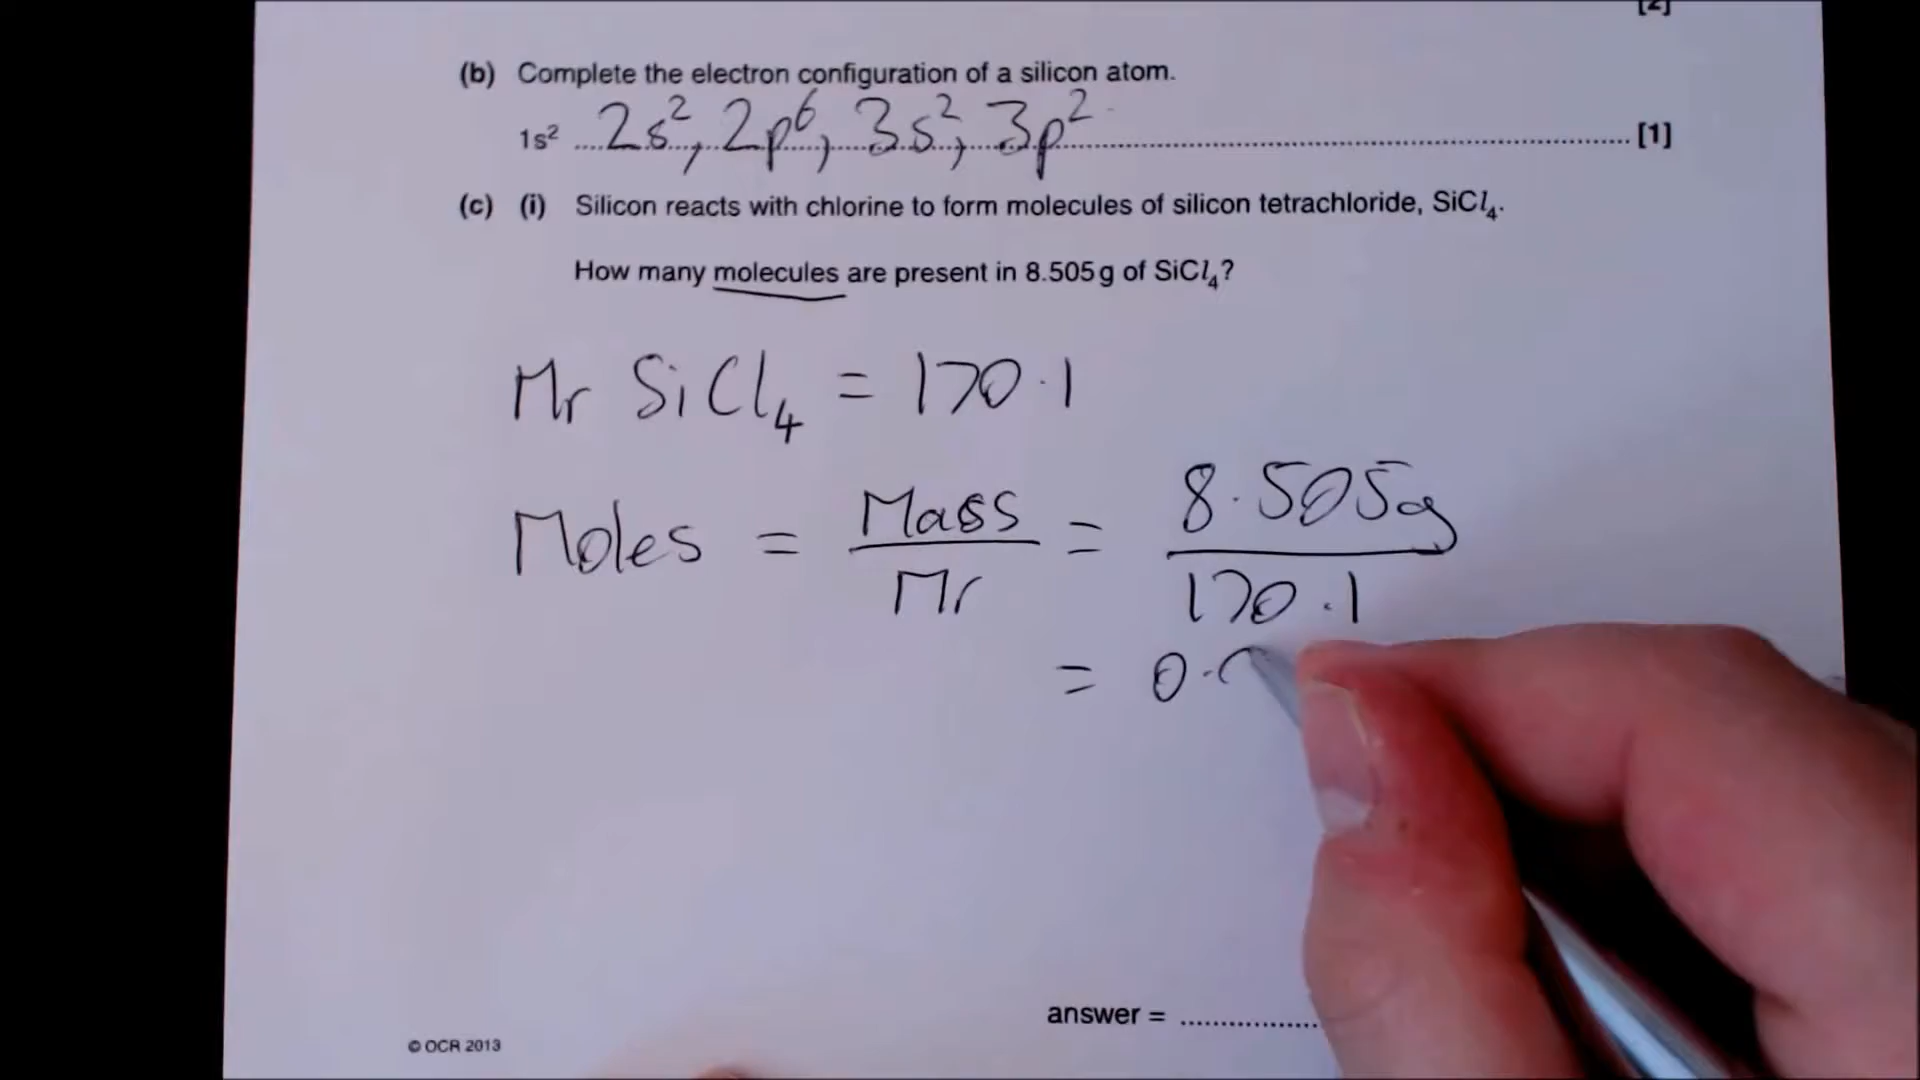 [2]
(b) Complete the electron configuration of a silicon atom.
1s² 2s², 2p⁶, 3s², 3p² [1]
(c) (i) Silicon reacts with chlorine to form molecules of silicon tetrachloride, SiCl₄.
How many molecules are present in 8.505 g of SiCl₄?
Mr SiCl₄ = 170.1
Moles = Mass / Mr = 8.505g / 170.1
= 0.
answer =
© OCR 2013